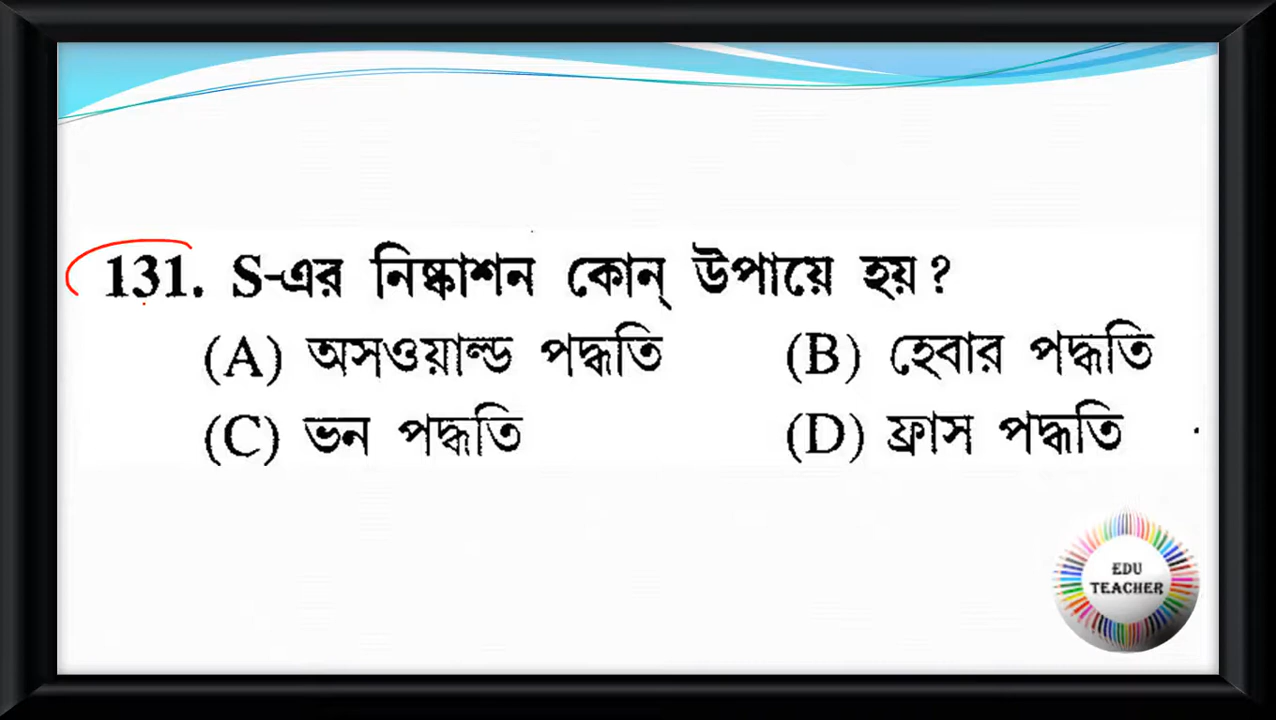 131. S-এর নিষ্কাশন কোন্ উপায়ে হয়?
(A) অসওয়াল্ড পদ্ধতি (B) হেবার পদ্ধতি
(C) ভন পদ্ধতি (D) ফ্রাস পদ্ধতি
EDU
TEACHER